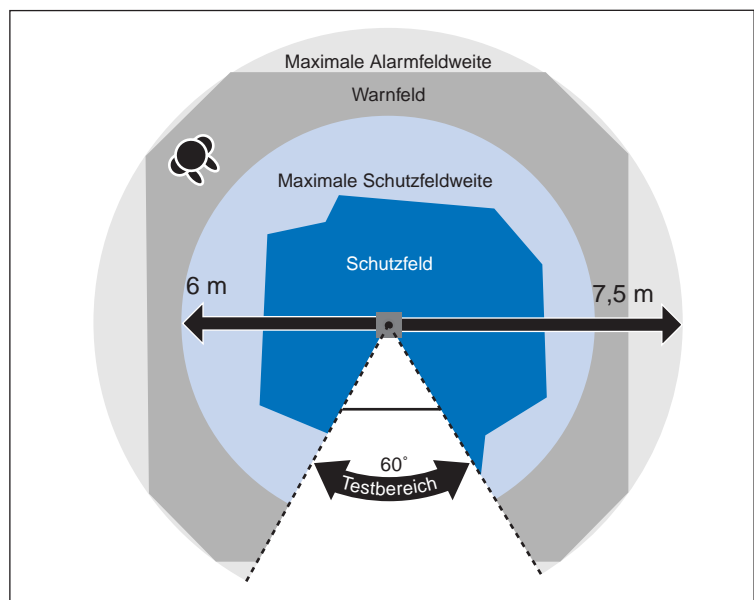 Maximale Alarmfeldweite
Warnfeld
Maximale Schutzfeldweite
Schutzfeld
6 m
7,5 m
60°
Testbereich